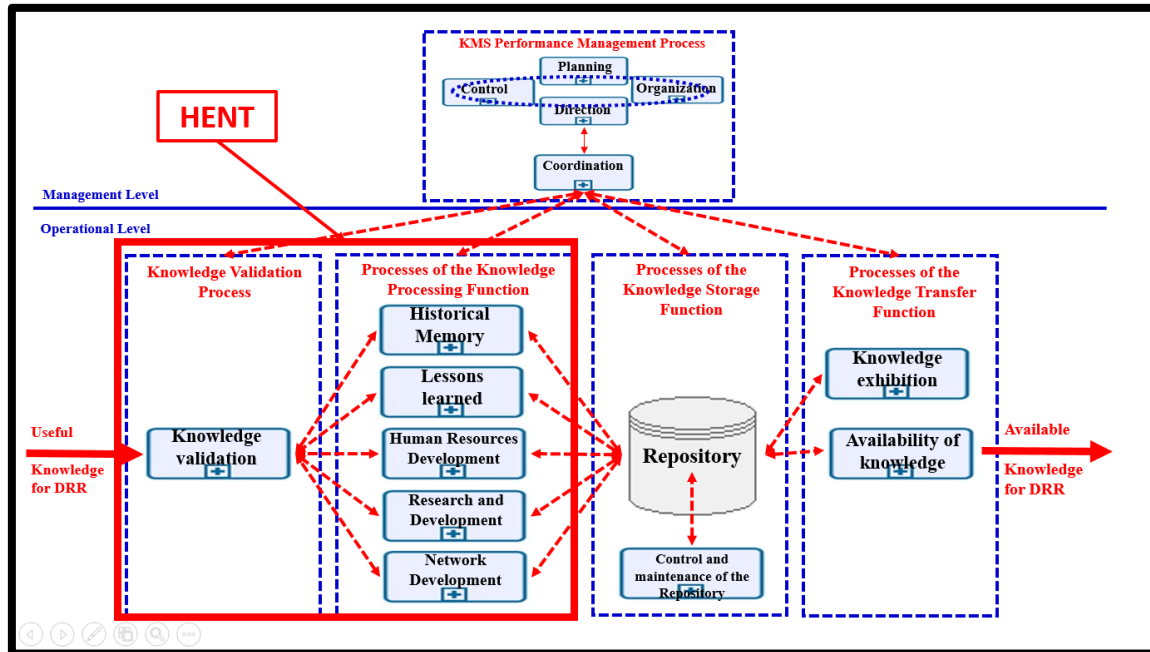 KMS Performance Management Process
Planning
Control
Organization
Direction
HENT
Coordination
Management Level
Operational Level
Knowledge Validation
Process
Processes of the Knowledge
Processing Function
Processes of the
Knowledge Storage
Function
Processes of the
Knowledge Transfer
Function
Historical
Memory
Lessons
learned
Human Resources
Development
Research and
Development
Network
Development
Useful
Knowledge
for DRR
Knowledge
validation
Repository
Control and
maintenance of the
Repository
Knowledge
exhibition
Availability of
knowledge
Available
Knowledge
for DRR